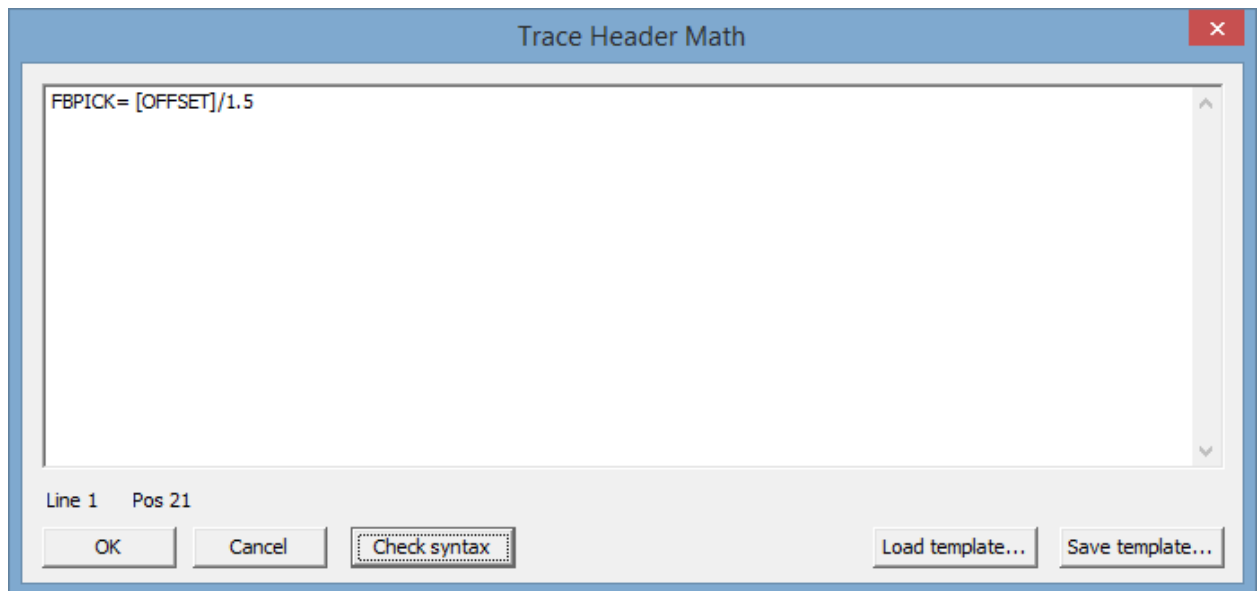 Trace Header Math
FBPICK= [OFFSET]/1.5
Line 1 Pos 21
OK Cancel Check syntax Load template... Save template...